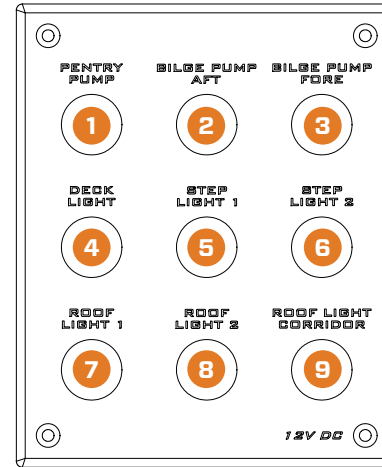 PENTRY PUMP
BILGE PUMP AFT
BILGE PUMP FORE
1
2
3
DECK LIGHT
STEP LIGHT 1
STEP LIGHT 2
4
5
6
ROOF LIGHT 1
ROOF LIGHT 2
ROOF LIGHT CORRIDOR
7
8
9
12V DC